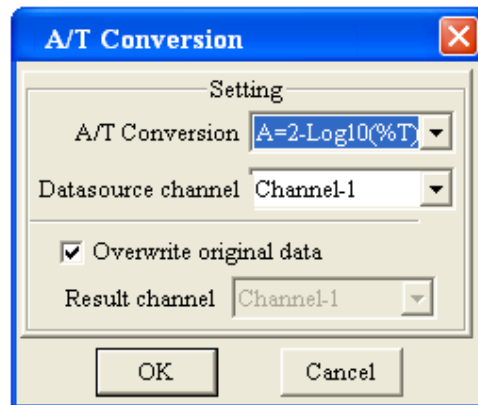 A/T Conversion
Setting
A/T Conversion A=2-Log10(%T)
Datasource channel Channel-1
Overwrite original data
Result channel Channel-1
OK Cancel